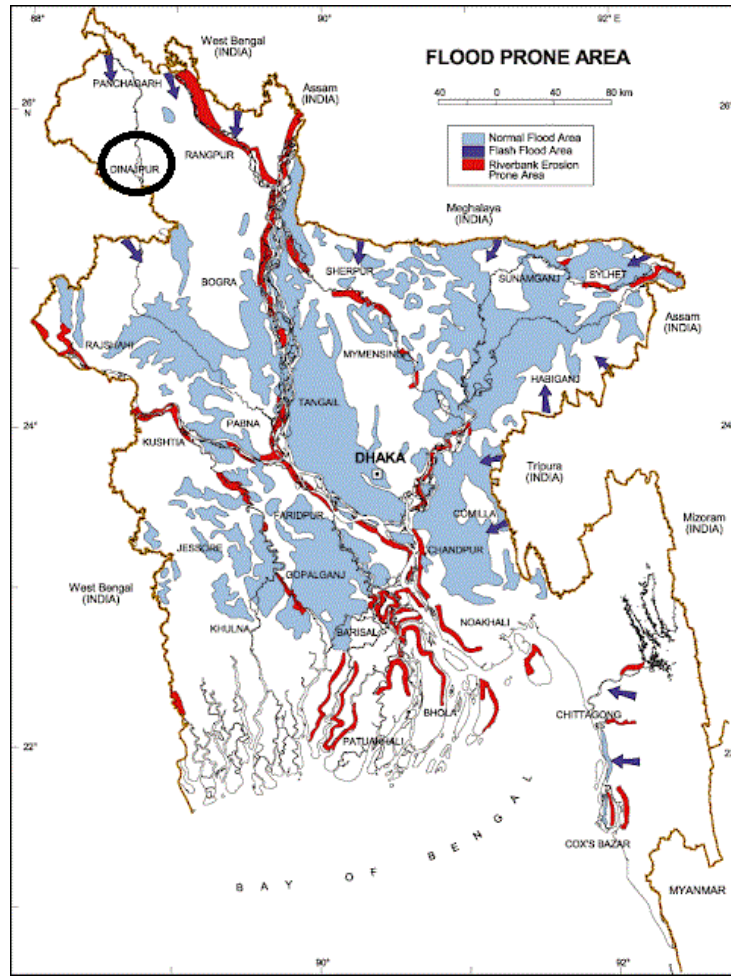 88°
90
92 E
West Bengal
(INDIA)
FLOOD PRONE AREA
PANCHAGARH
Assam
(INDIA)
26°
N
26°
40
0
40
80 km
RANGPUR
DINAJPUR
Normal Flood Area
Flash Flood Area
Riverbank Erosion
Prone Area
Meghalaya
(INDIA)
SHERPUR
SUNAMGANJ
SYLHET
BOGRA
Assam
(INDIA)
RAJSHAHI
MYMENSINGH
HABIGANJ
TANGAIL
PABNA
24°
24
KUSHTIA
DHAKA
Tripura
(INDIA)
FARIDPUR
COMILLA
Mizoram
(INDIA)
JESSORE
CHANDPUR
GOPALGANJ
West Bengal
(INDIA)
NOAKHALI
KHULNA
BARISAL
BHOLA
CHITTAGONG
PATUAKHALI
22°
BAY OF BENGAL
COX'S BAZAR
MYANMAR
90
92